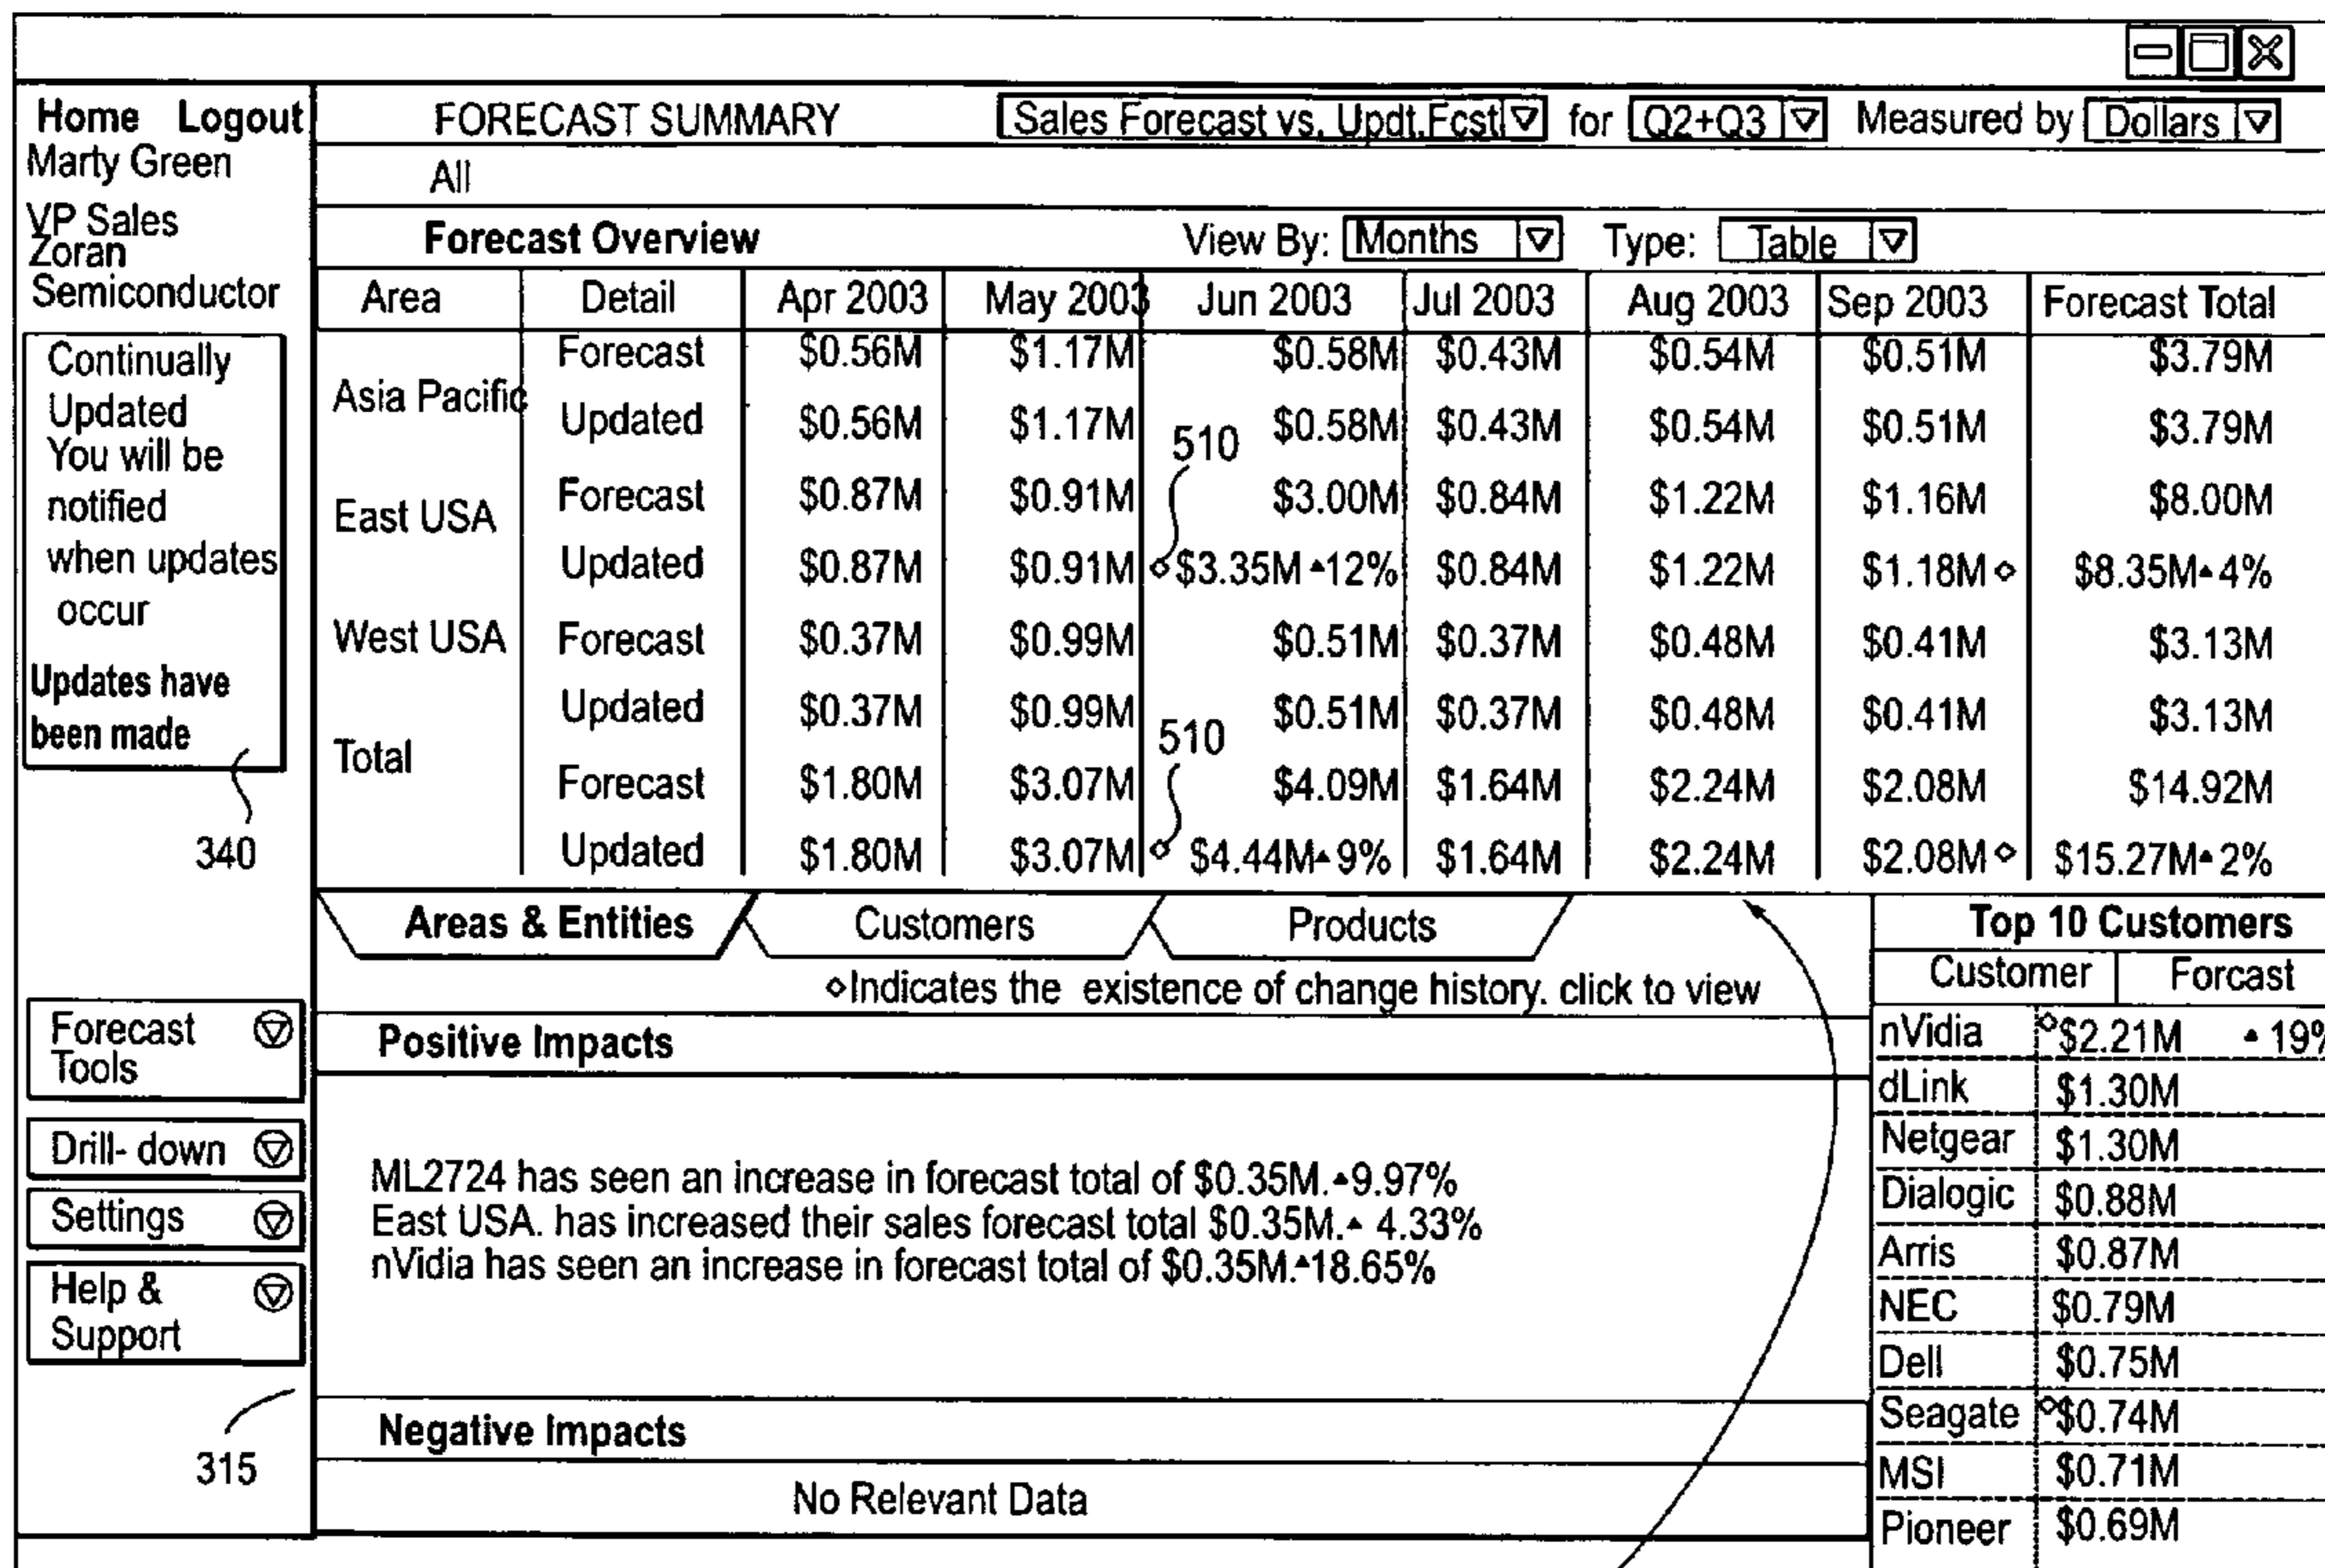 Home Logout
Marty Green
VP Sales
Zoran
Semiconductor
Continually
Updated
You will be
notified
when updates
occur
Updates have
been made
340
Forecast
Tools
Drill- down
Settings
Help &
Support
315
FORECAST SUMMARY Sales Forecast vs. Updt.Fcst for Q2+Q3 Measured by Dollars
All
Forecast Overview View By: Months Type: Table
Area Detail Apr 2003 May 2003 Jun 2003 Jul 2003 Aug 2003 Sep 2003 Forecast Total
Forecast $0.56M $1.17M $0.58M $0.43M $0.54M $0.51M $3.79M
Asia Pacific
Updated $0.56M $1.17M $0.58M $0.43M $0.54M $0.51M $3.79M
510
Forecast $0.87M $0.91M $3.00M $0.84M $1.22M $1.16M $8.00M
East USA
Updated $0.87M $0.91M ◇$3.35M▲12% $0.84M $1.22M $1.18M◇ $8.35M▲4%
West USA Forecast $0.37M $0.99M $0.51M $0.37M $0.48M $0.41M $3.13M
Updated $0.37M $0.99M $0.51M $0.37M $0.48M $0.41M $3.13M
510
Total
Forecast $1.80M $3.07M $4.09M $1.64M $2.24M $2.08M $14.92M
Updated $1.80M $3.07M ◇ $4.44M▲9% $1.64M $2.24M $2.08M◇ $15.27M▲2%
Areas & Entities Customers Products
◇Indicates the existence of change history. click to view
Positive Impacts
ML2724 has seen an increase in forecast total of $0.35M.▲9.97%
East USA. has increased their sales forecast total $0.35M.▲ 4.33%
nVidia has seen an increase in forecast total of $0.35M.▲18.65%
Negative Impacts
No Relevant Data
Top 10 Customers
Customer Forcast
nVidia ◇$2.21M ▲ 19%
dLink $1.30M
Netgear $1.30M
Dialogic $0.88M
Arris $0.87M
NEC $0.79M
Dell $0.75M
Seagate ◇$0.74M
MSI $0.71M
Pioneer $0.69M